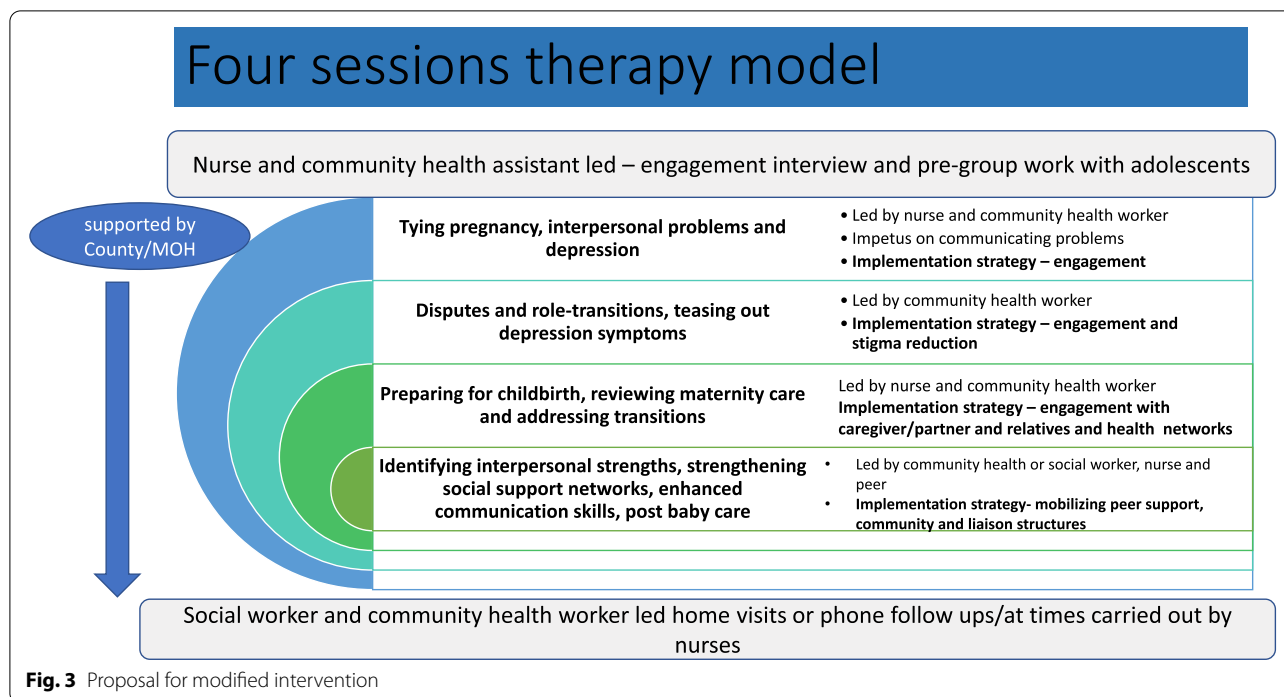 Four sessions therapy model
Nurse and community health assistant led – engagement interview and pre-group work with adolescents
supported by
County/MOH
Tying pregnancy, interpersonal problems and
depression
• Led by nurse and community health worker
• Impetus on communicating problems
• Implementation strategy – engagement
Disputes and role-transitions, teasing out
depression symptoms
• Led by community health worker
• Implementation strategy – engagement and
stigma reduction
Preparing for childbirth, reviewing maternity care
and addressing transitions
Led by nurse and community health worker
Implementation strategy – engagement with
caregiver/partner and relatives and health networks
Identifying interpersonal strengths, strengthening
social support networks, enhanced
communication skills, post baby care
• Led by community health or social worker, nurse and
peer
• Implementation strategy- mobilizing peer support,
community and liaison structures
Social worker and community health worker led home visits or phone follow ups/at times carried out by
nurses
Fig. 3 Proposal for modified intervention